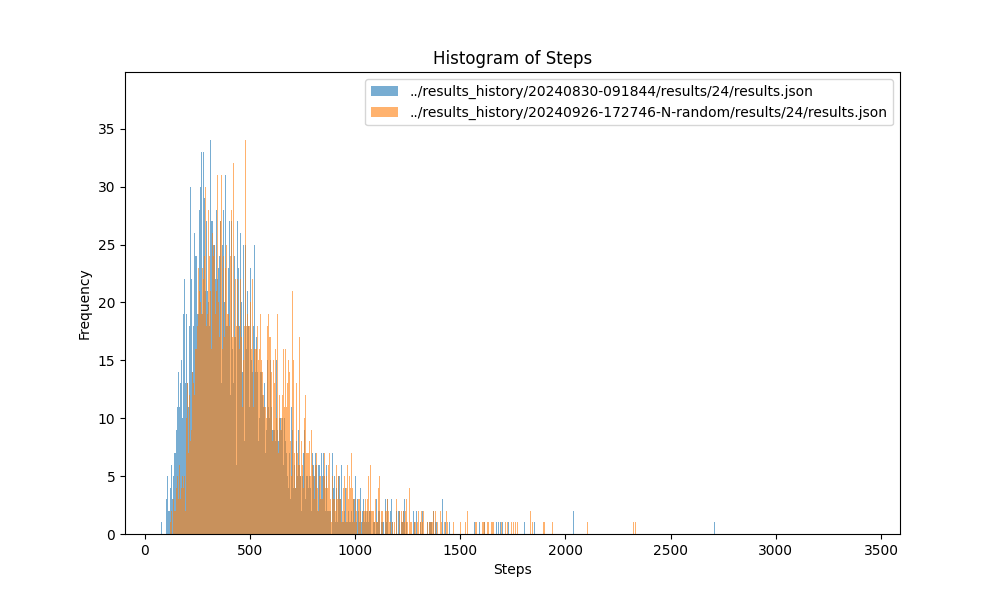 Histogram of Steps
../results_history/20240830-091844/results/24/results.json
../results_history/20240926-172746-N-random/results/24/results.json
35
30
25
20
15
10
5
0
Frequency
0 500 1000 1500 2000 2500 3000 3500
Steps